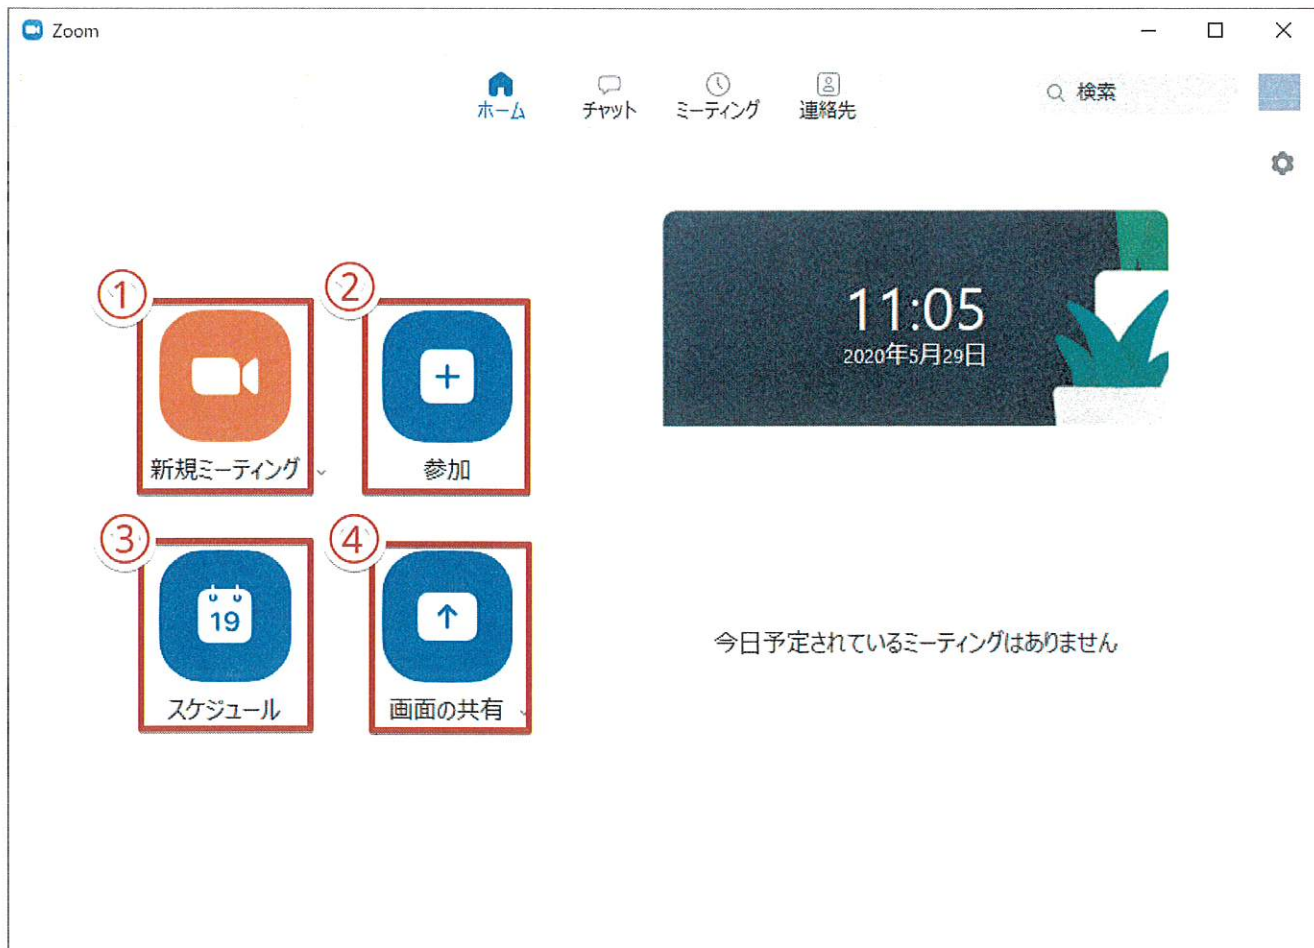 Zoom
ホーム チャット ミーティング 連絡先 検索
11:05
2020年5月29日
① ②
新規ミーティング 参加
③ ④
19
スケジュール 画面の共有
今日予定されているミーティングはありません